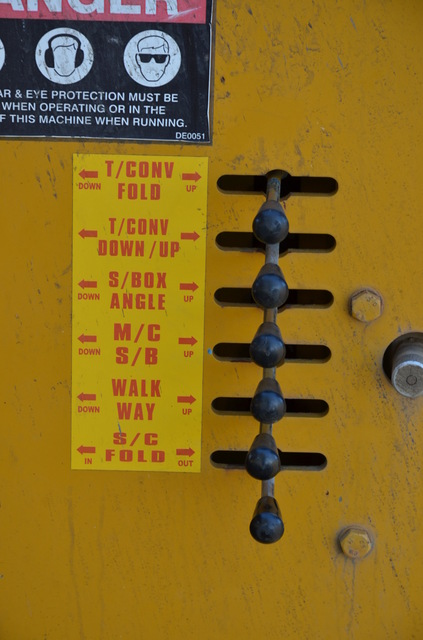 DANGER
AR & EYE PROTECTION MUST BE
WHEN OPERATING OR IN THE
F THIS MACHINE WHEN RUNNING.
DE0051
T/CONV
FOLD
DOWN UP
T/CONV
DOWN/UP
S/BOX
ANGLE
DOWN UP
M/C
S/B
DOWN UP
WALK
WAY
DOWN UP
S/C
FOLD
IN OUT